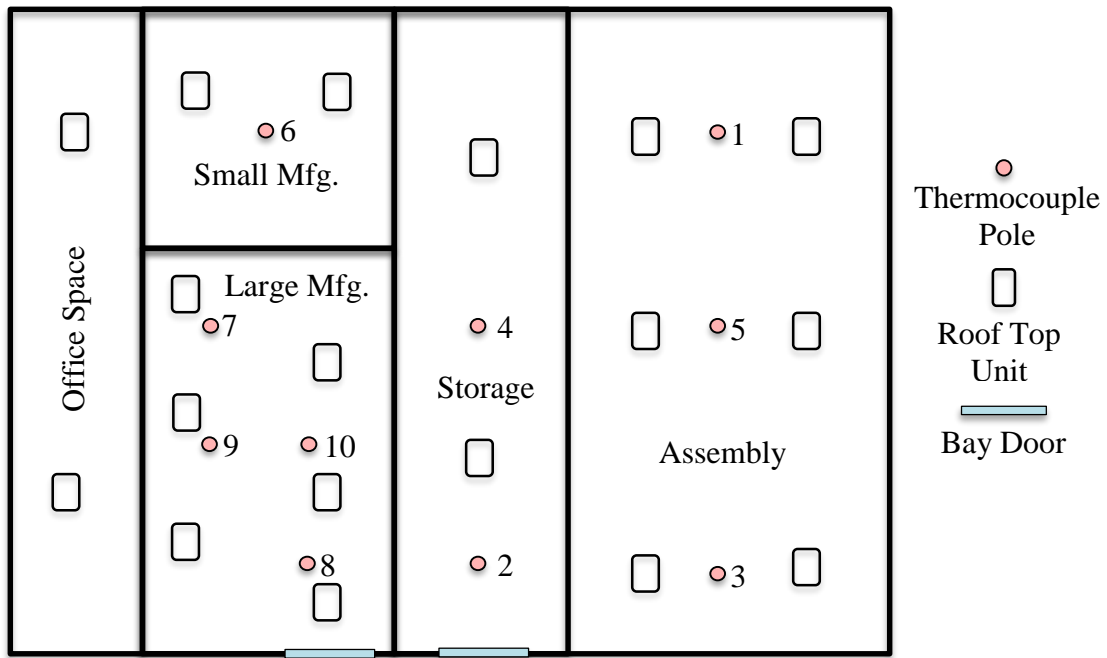 6
Small Mfg.
Office Space
Large Mfg.
7
9
10
8
4
Storage
2
1
5
Assembly
3
Thermocouple
Pole
Roof Top
Unit
Bay Door